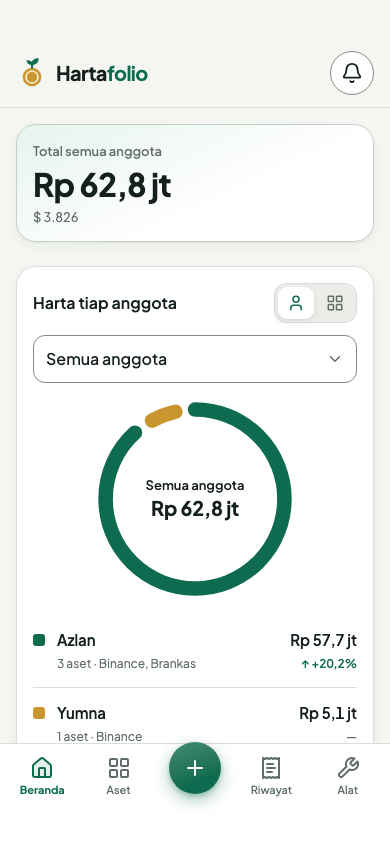 Hartafolio
Total semua anggota
Rp 62,8 jt
$ 3.826
Harta tiap anggota
Semua anggota
Semua anggota
Rp 62,8 jt
Azlan
Rp 57,7 jt
3 aset · Binance, Brankas
↑ +20,2%
Yumna
Rp 5,1 jt
1 aset · Binance
—
Beranda
Aset
Riwayat
Alat